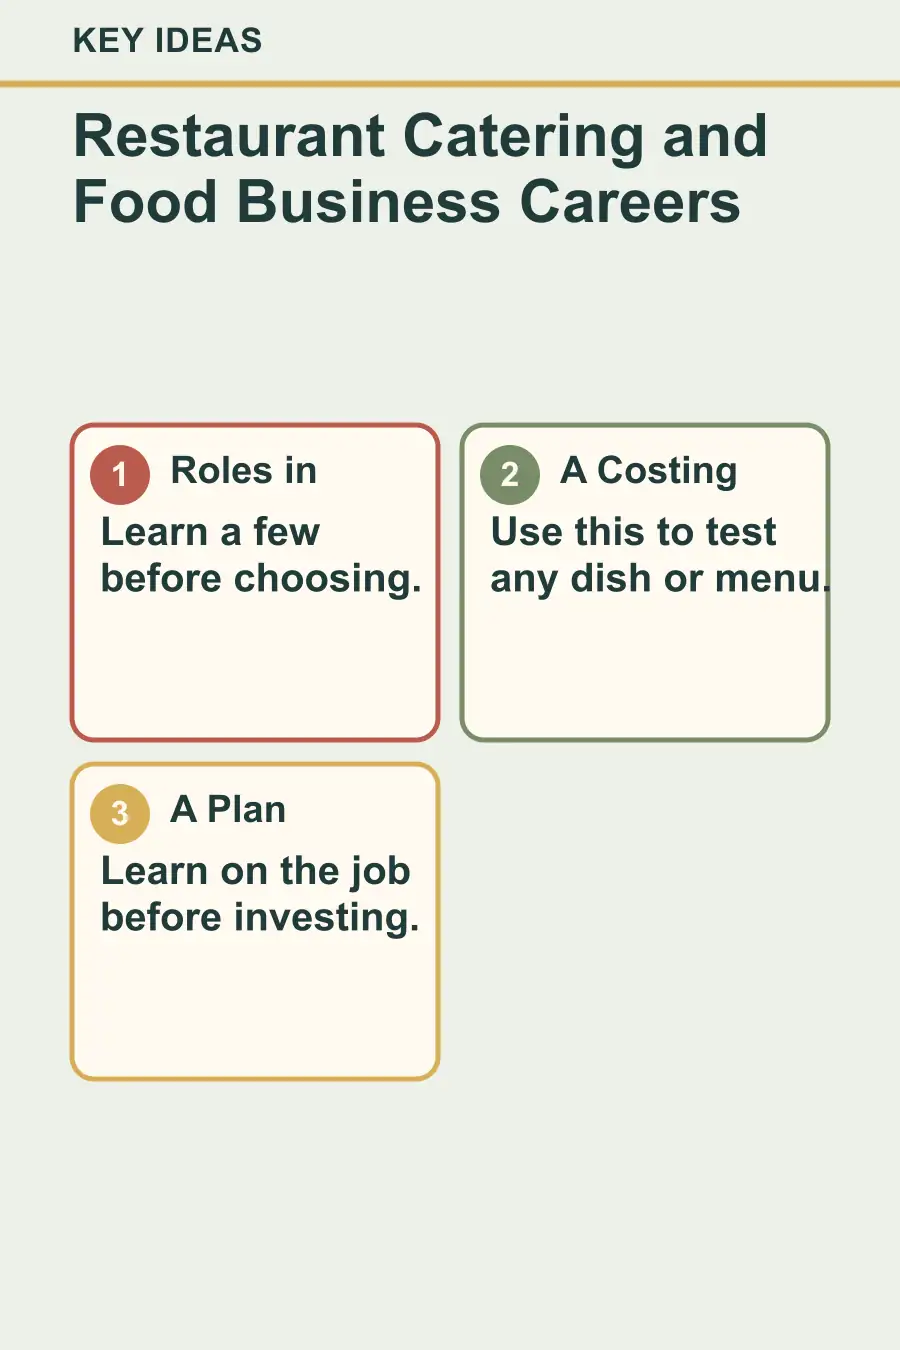 KEY IDEAS
Restaurant Catering and
Food Business Careers
1 Roles in
Learn a few
before choosing.
2 A Costing
Use this to test
any dish or menu.
3 A Plan
Learn on the job
before investing.